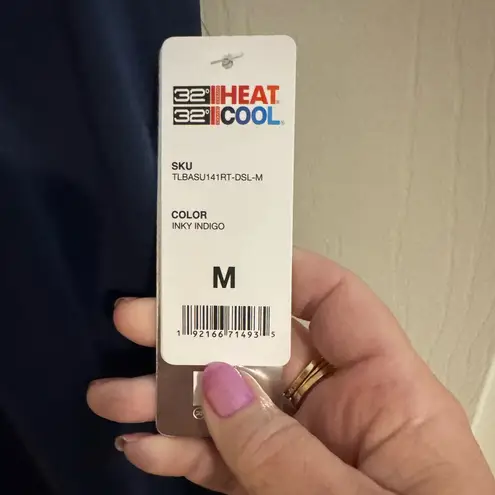 32° HEAT®
32° COOL®
SKU
TLBASU141RT-DSL-M
COLOR
INKY INDIGO
M
1 92166 71493 5